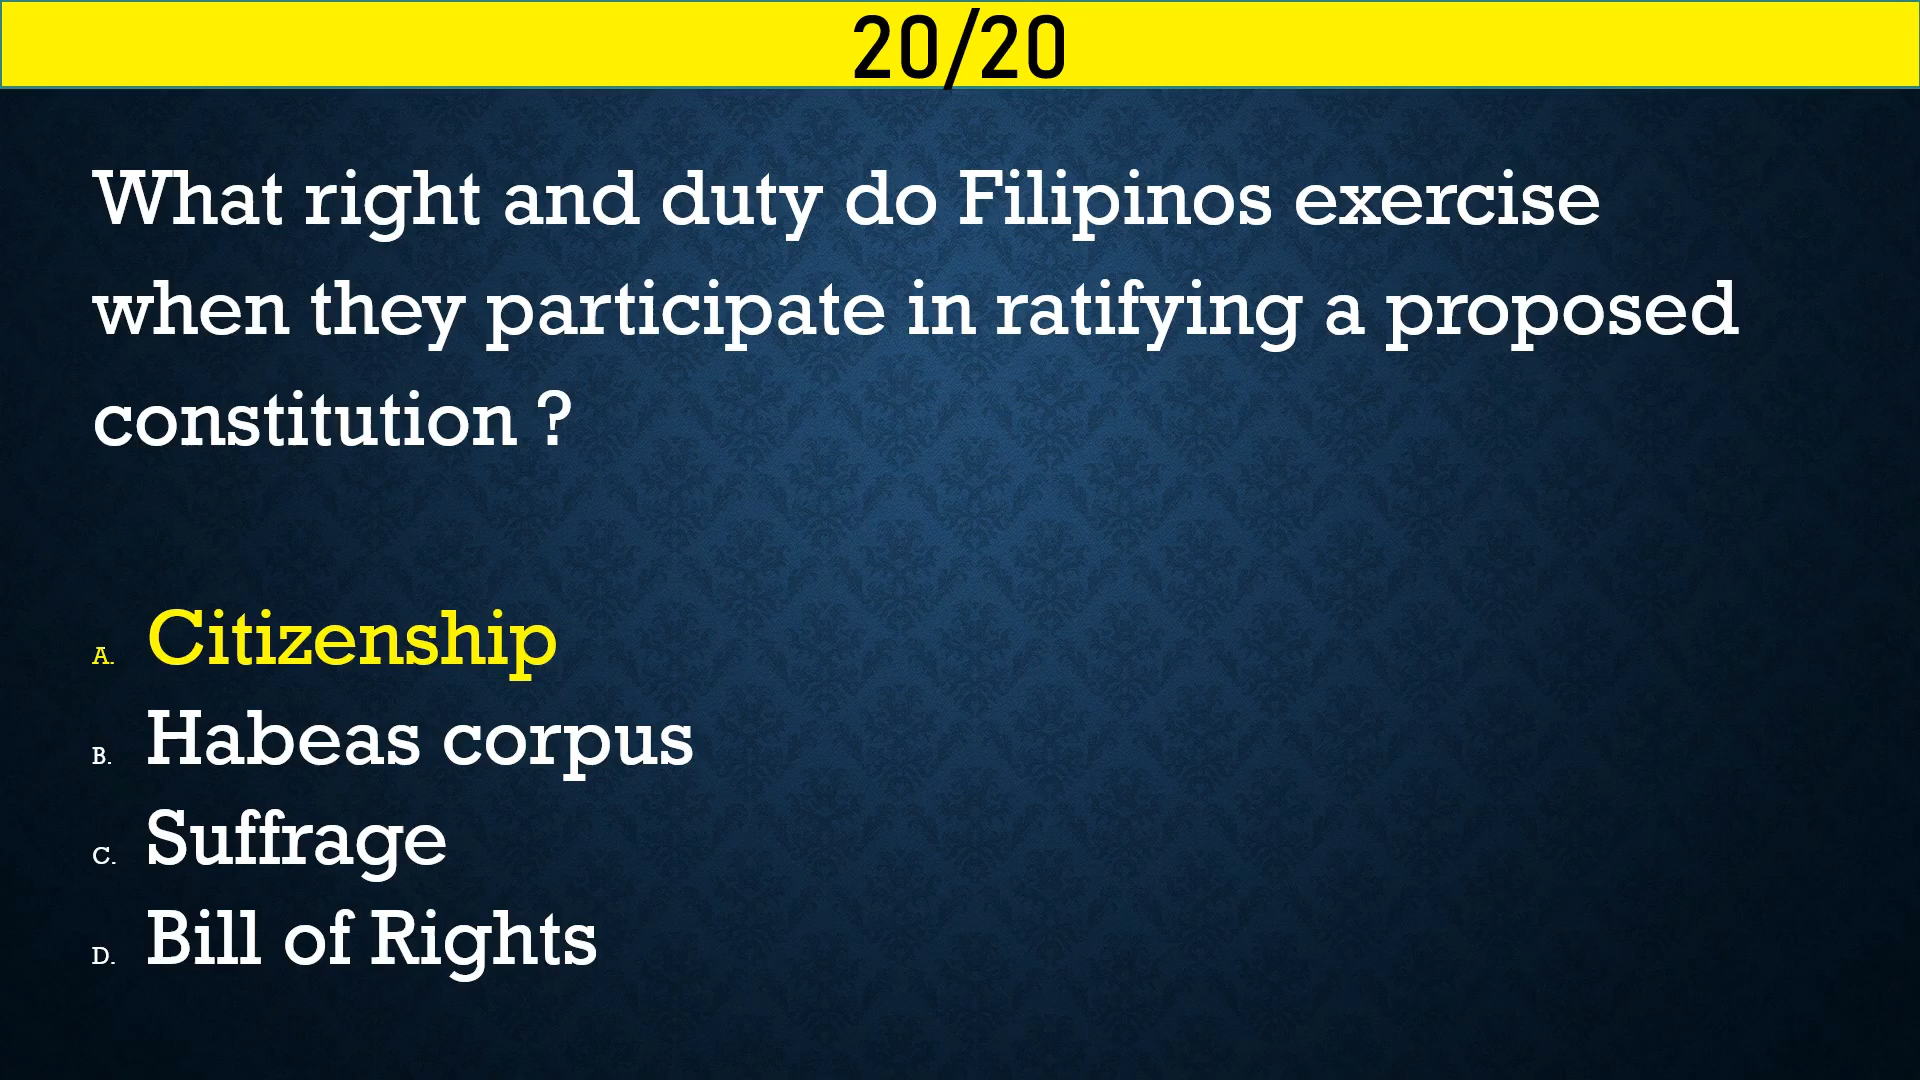 20/20
What right and duty do Filipinos exercise
when they participate in ratifying a proposed
constitution ?
A. Citizenship
B. Habeas corpus
C. Suffrage
D. Bill of Rights